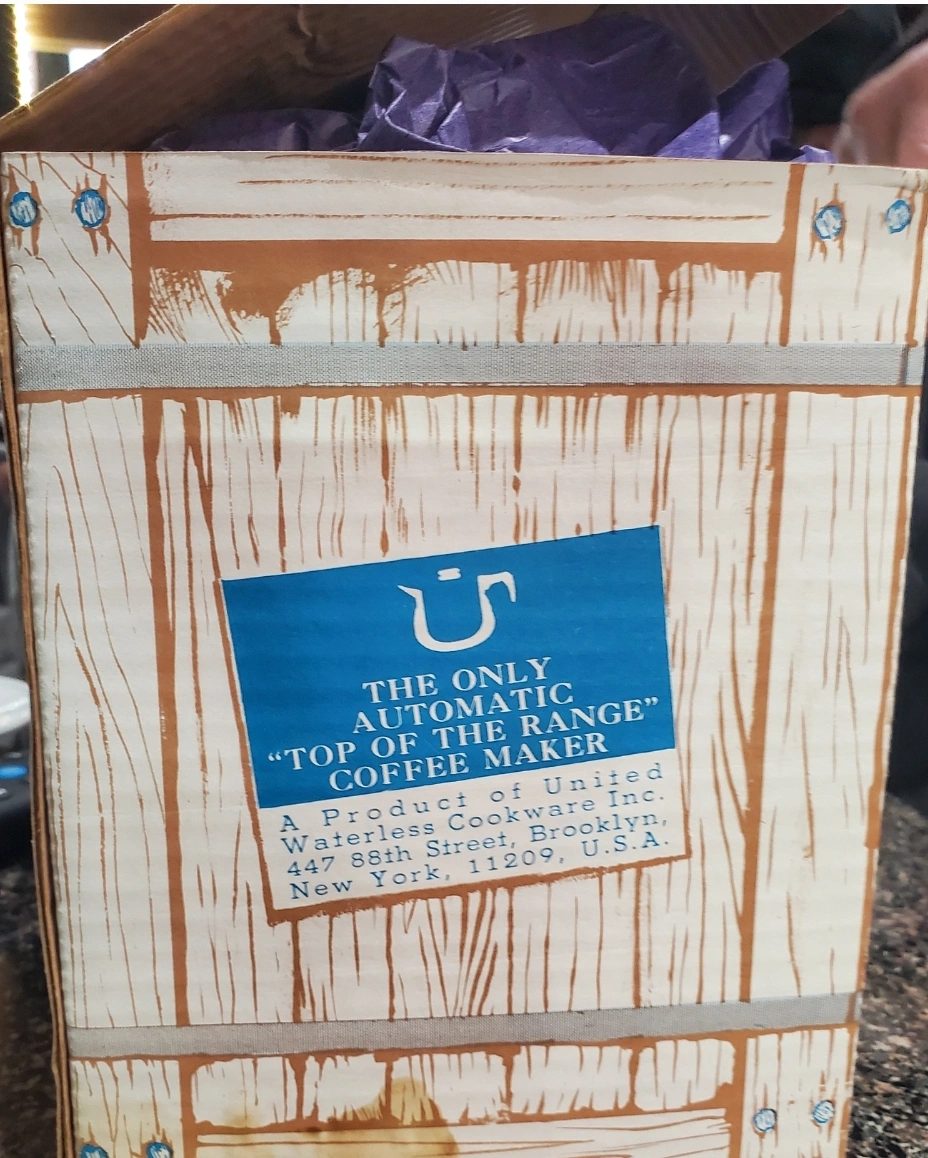 THE ONLY
AUTOMATIC
“TOP OF THE RANGE”
COFFEE MAKER
A Product of United
Waterless Cookware Inc.
447 88th Street, Brooklyn,
New York, 11209, U.S.A.